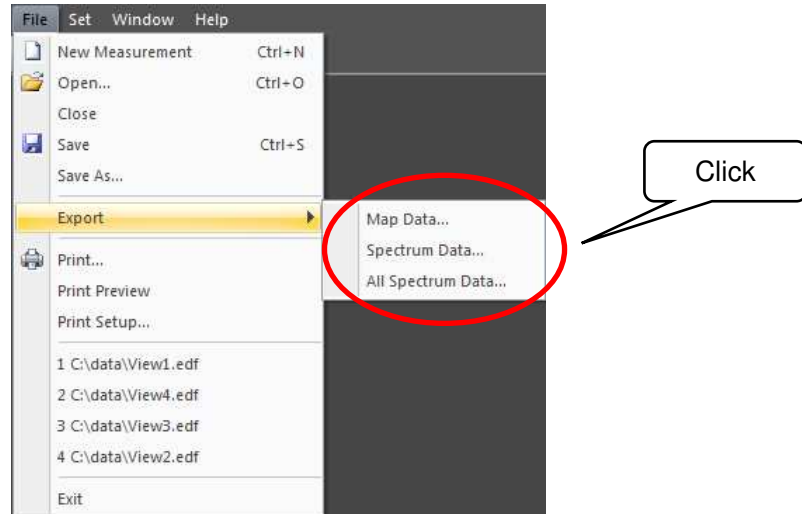 File Set Window Help
New Measurement Ctrl+N
Open... Ctrl+O
Close
Save Ctrl+S
Save As...
Export
Map Data...
Spectrum Data...
All Spectrum Data...
Click
Print...
Print Preview
Print Setup...
1 C:\data\View1.edf
2 C:\data\View4.edf
3 C:\data\View3.edf
4 C:\data\View2.edf
Exit